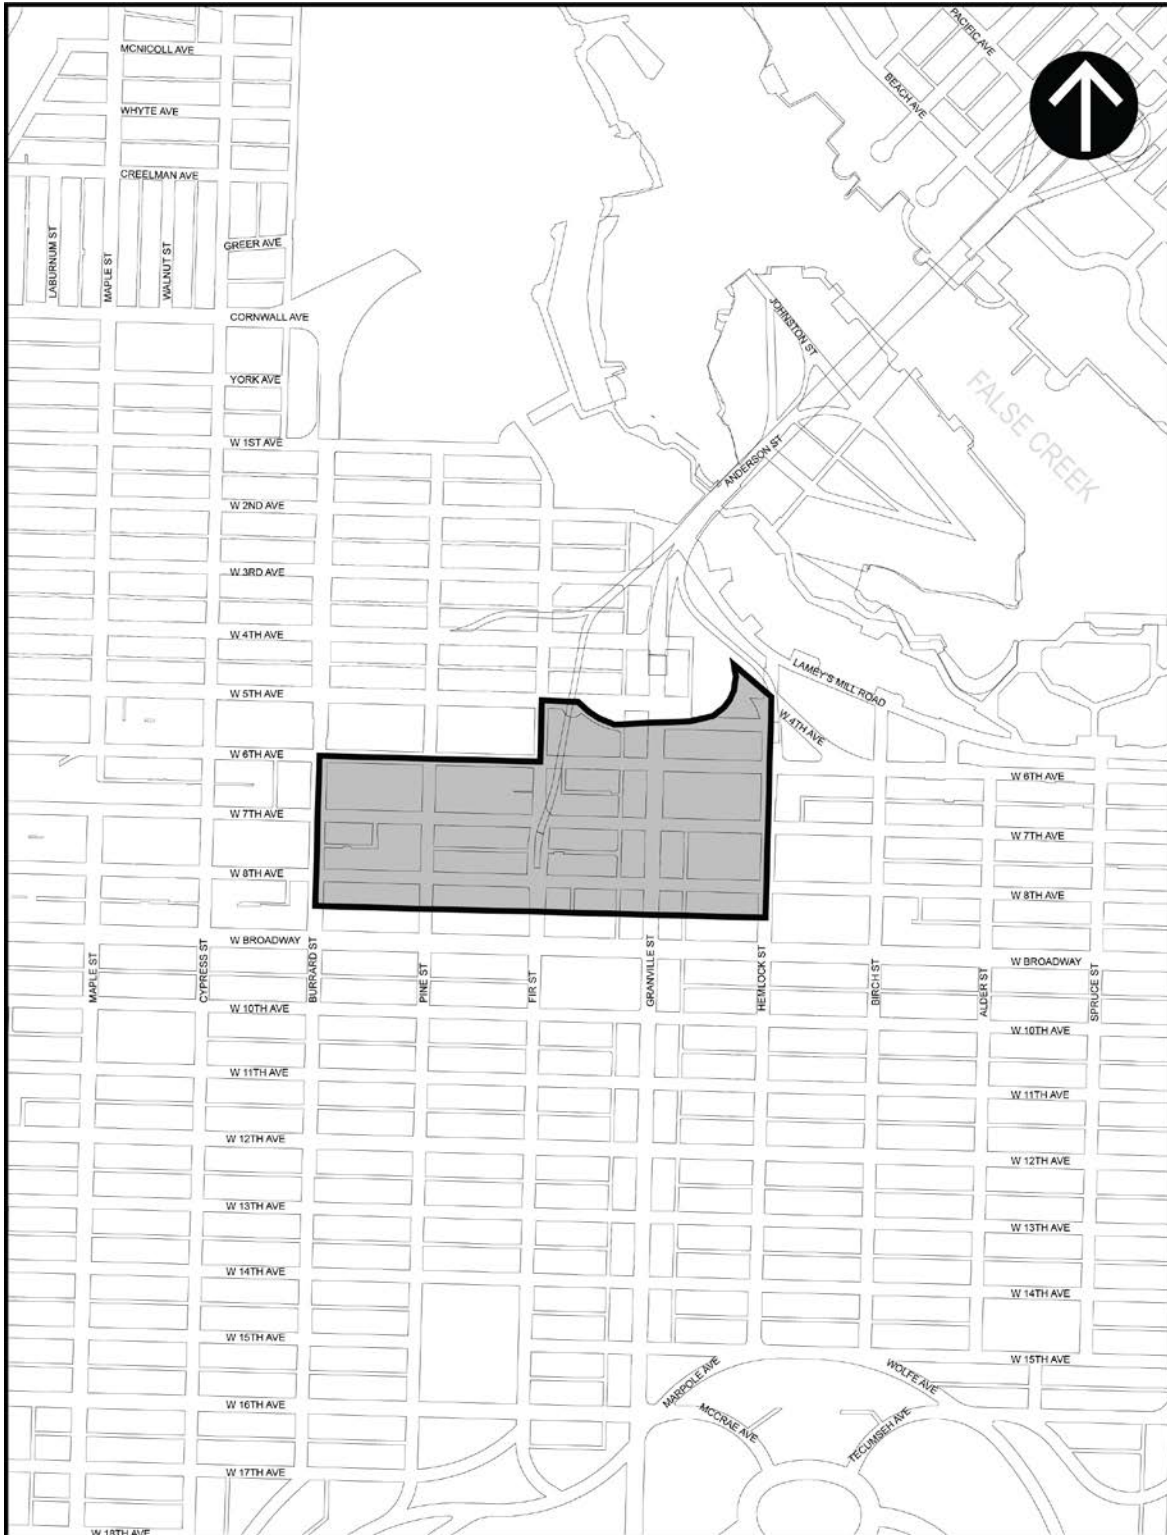 PACIFIC AVE
MCNICOLL AVE
BEACH AVE
WHYTE AVE
CREELMAN AVE
LABURNUM ST
MAPLE ST
WALNUT ST
GREER AVE
CORNWALL AVE
JOHNSTON ST
YORK AVE
FALSE CREEK
W 1ST AVE
ANDERSON ST
W 2ND AVE
W 3RD AVE
W 4TH AVE
LAMEY'S MILL ROAD
W 5TH AVE
W 4TH AVE
W 6TH AVE
W 6TH AVE
W 7TH AVE
W 7TH AVE
W 8TH AVE
W 8TH AVE
W BROADWAY
W BROADWAY
MAPLE ST
CYPRESS ST
BURRARD ST
PINE ST
FIR ST
GRANVILLE ST
HEMLOCK ST
BIRCH ST
ALDER ST
SPRUCE ST
W 10TH AVE
W 10TH AVE
W 11TH AVE
W 11TH AVE
W 12TH AVE
W 12TH AVE
W 13TH AVE
W 13TH AVE
W 14TH AVE
W 14TH AVE
W 15TH AVE
W 15TH AVE
MARPOLE AVE
WOLFE AVE
W 16TH AVE
MCCRAE AVE
TECUMSEH AVE
W 17TH AVE
W 18TH AVE